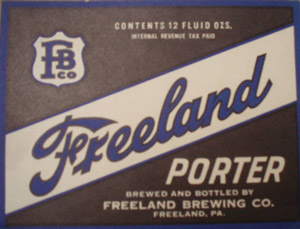 CONTENTS 12 FLUID OZS.
INTERNAL REVENUE TAX PAID
FB
CO
Freeland
PORTER
BREWED AND BOTTLED BY
FREELAND BREWING CO.
FREELAND, PA.